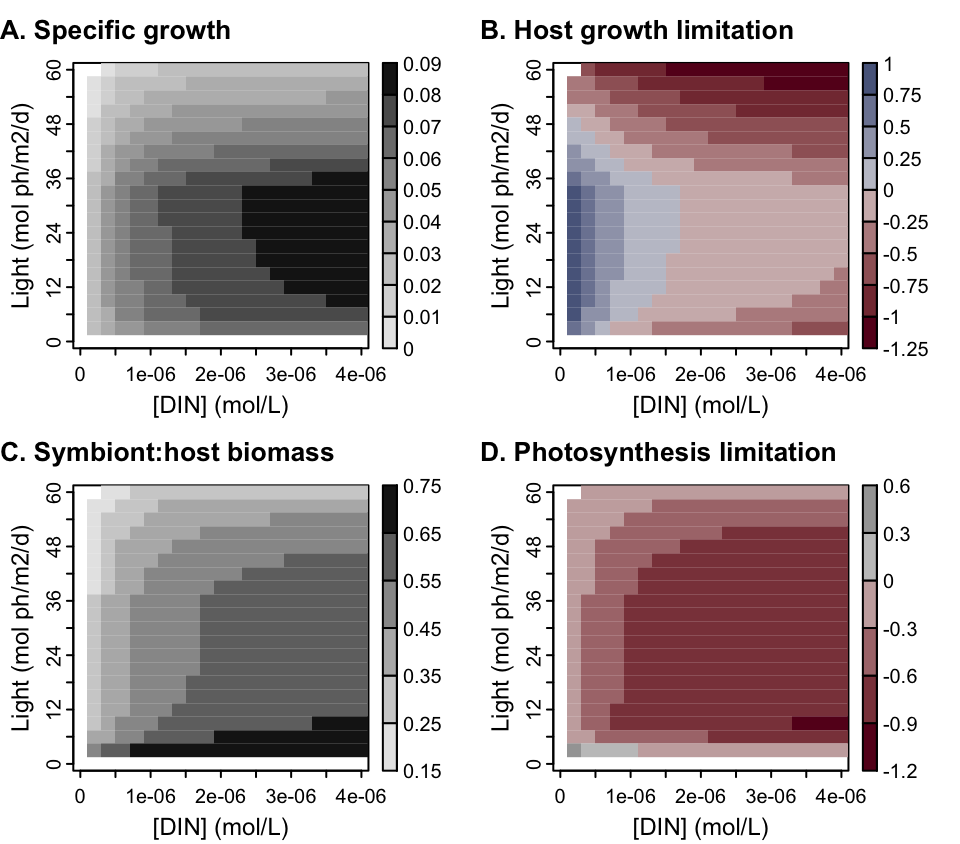 A. Specific growth
Light (mol ph/m2/d)
60
48
36
24
12
0
0
1e-06
2e-06
3e-06
4e-06
[DIN] (mol/L)
0.09
0.08
0.07
0.06
0.05
0.04
0.03
0.02
0.01
0
B. Host growth limitation
Light (mol ph/m2/d)
60
48
36
24
12
0
0
1e-06
2e-06
3e-06
4e-06
[DIN] (mol/L)
1
0.75
0.5
0.25
0
-0.25
-0.5
-0.75
-1
-1.25
C. Symbiont:host biomass
Light (mol ph/m2/d)
60
48
36
24
12
0
0
1e-06
2e-06
3e-06
4e-06
[DIN] (mol/L)
0.75
0.65
0.55
0.45
0.35
0.25
0.15
D. Photosynthesis limitation
Light (mol ph/m2/d)
60
48
36
24
12
0
0
1e-06
2e-06
3e-06
4e-06
[DIN] (mol/L)
0.6
0.3
0
-0.3
-0.6
-0.9
-1.2